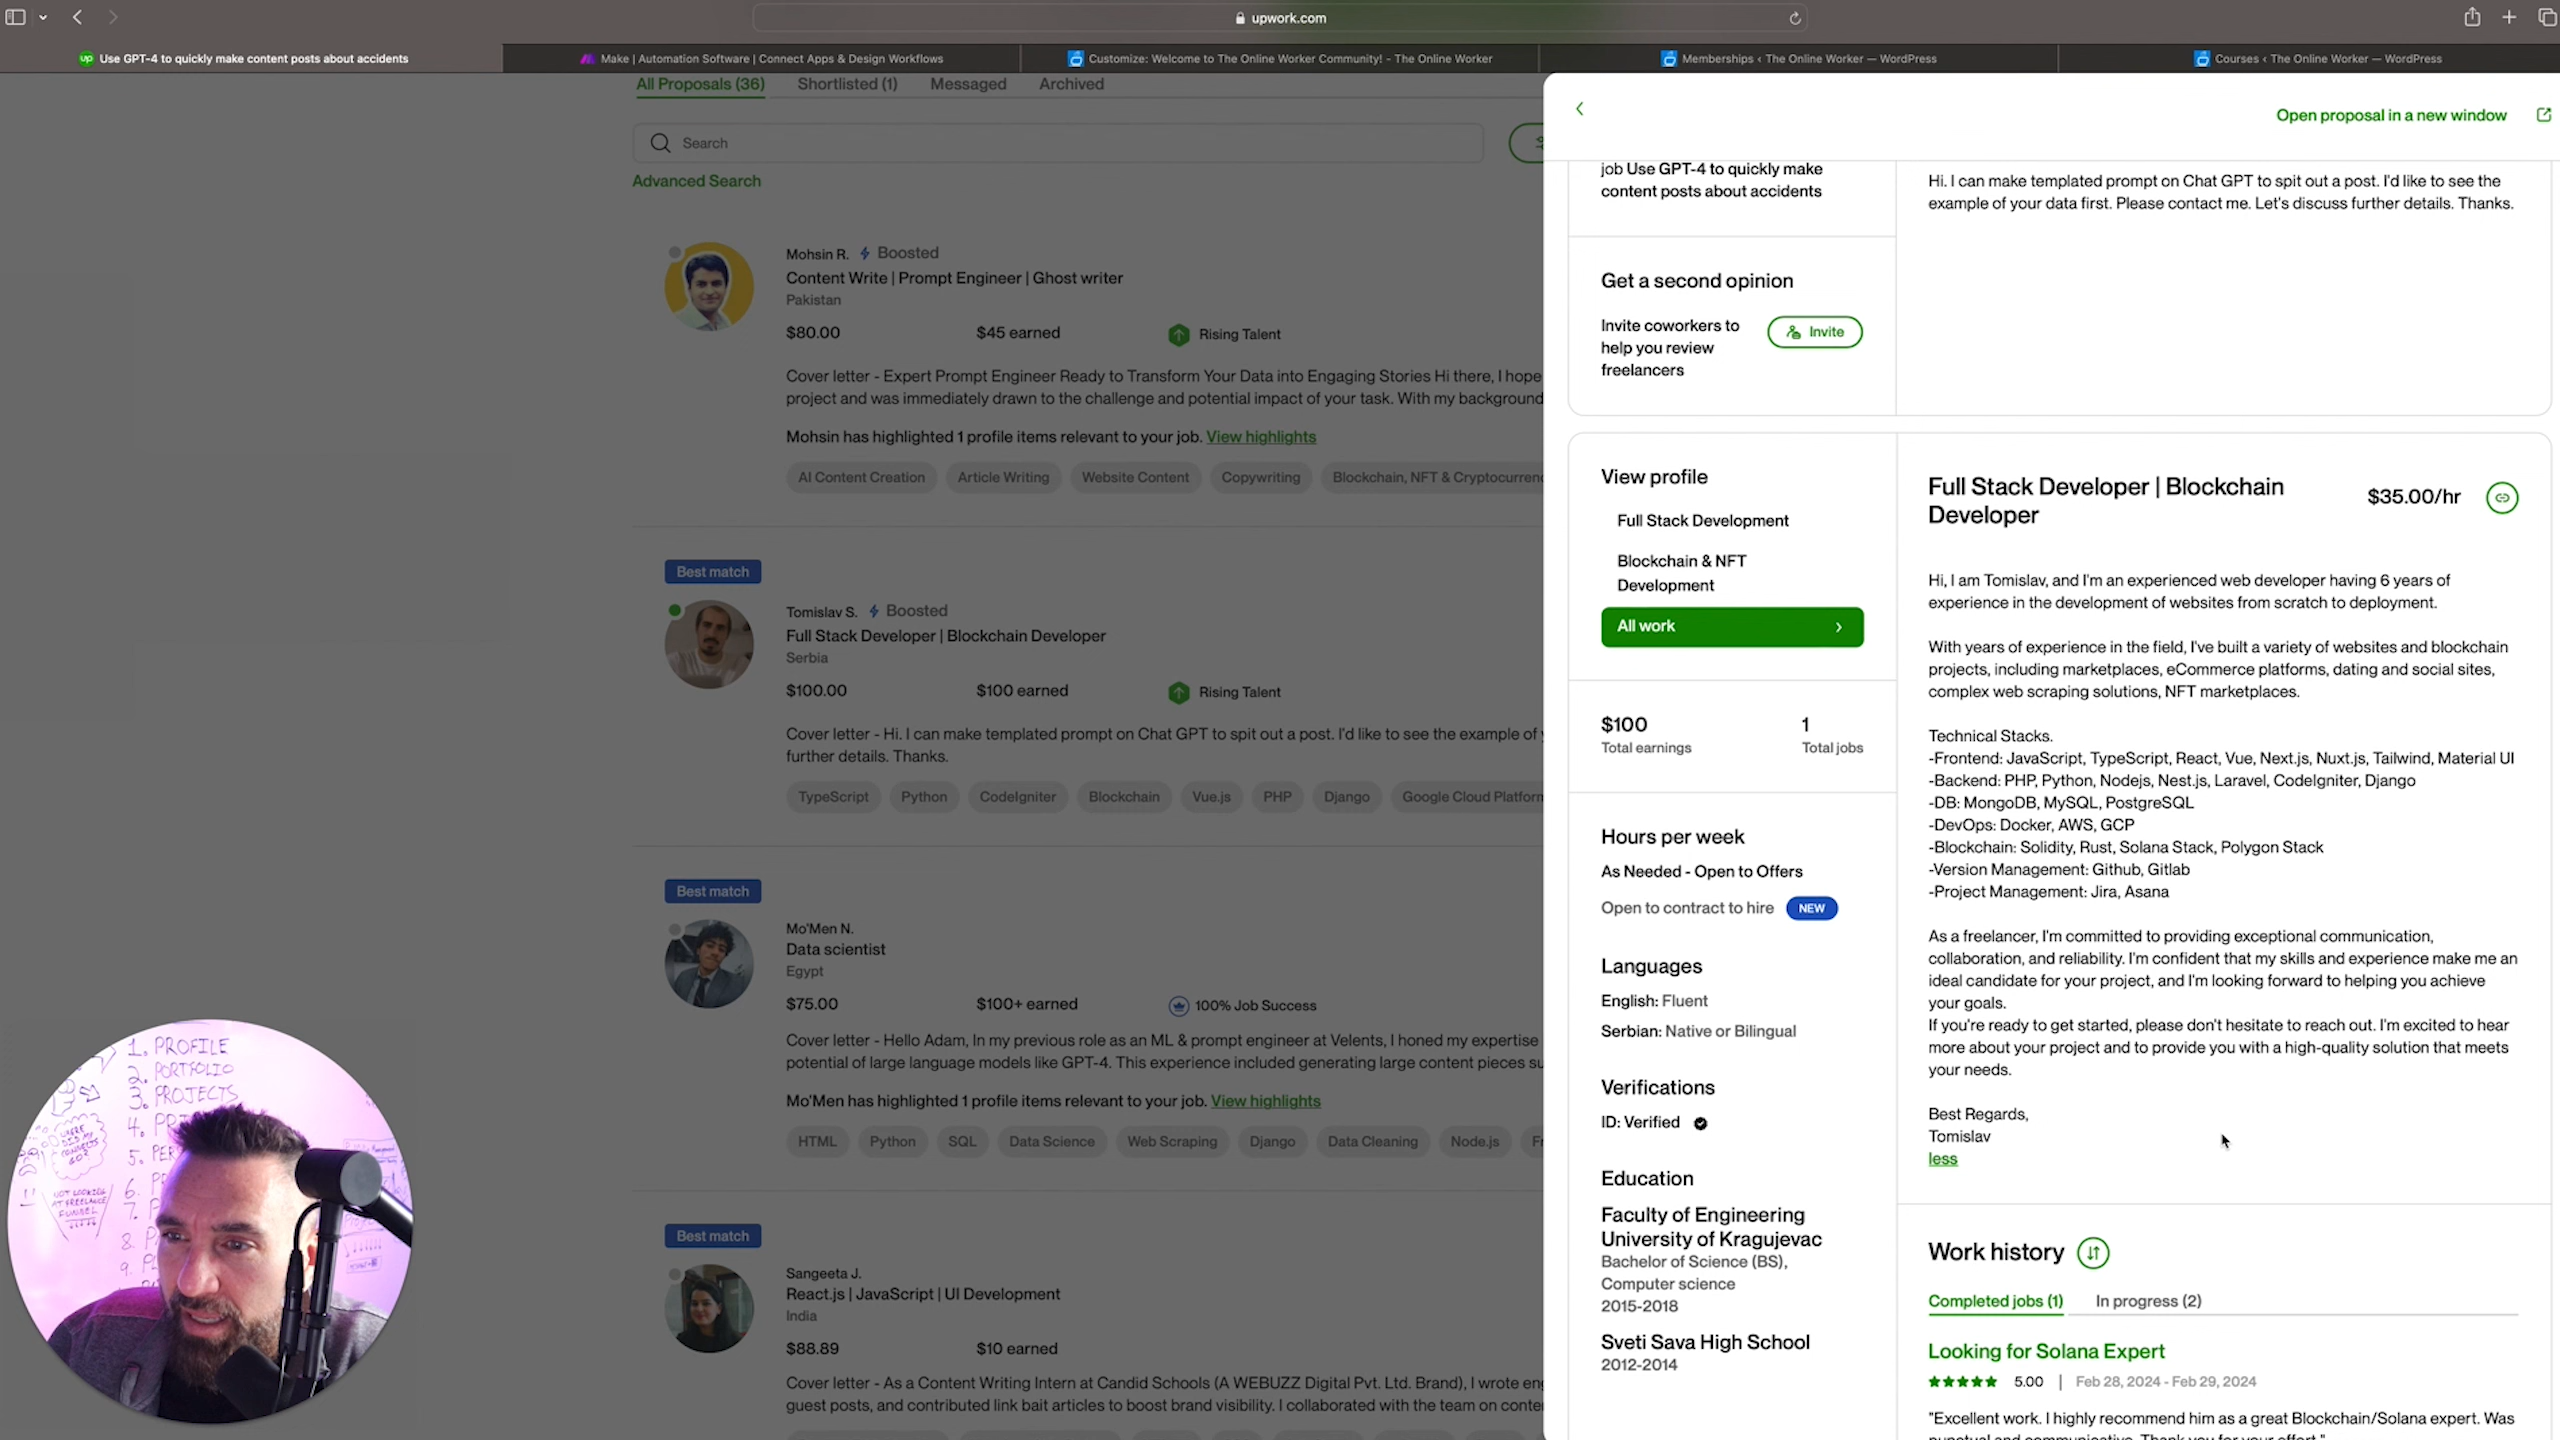 upwork.com
Use GPT-4 to quickly make content posts about accidents
Make | Automation Software | Connect Apps & Design Workflows
Customize: Welcome to The Online Worker Community! - The Online Worker
Memberships ‹ The Online Worker — WordPress
Courses ‹ The Online Worker — WordPress
All Proposals (36)
Shortlisted (1)
Messaged
Archived
Search
Advanced Search
Mohsin R. Boosted
Content Write | Prompt Engineer | Ghost writer
Pakistan
$80.00 $45 earned Rising Talent
Cover letter - Expert Prompt Engineer Ready to Transform Your Data into Engaging Stories Hi there, I hope
project and was immediately drawn to the challenge and potential impact of your task. With my background
Mohsin has highlighted 1 profile items relevant to your job. View highlights
AI Content Creation Article Writing Website Content Copywriting Blockchain, NFT & Cryptocurren
Best match
Tomislav S. Boosted
Full Stack Developer | Blockchain Developer
Serbia
$100.00 $100 earned Rising Talent
Cover letter - Hi. I can make templated prompt on Chat GPT to spit out a post. I'd like to see the example of
further details. Thanks.
TypeScript Python CodeIgniter Blockchain Vue.js PHP Django Google Cloud Platform
Best match
Mo'Men N.
Data scientist
Egypt
$75.00 $100+ earned 100% Job Success
Cover letter - Hello Adam, In my previous role as an ML & prompt engineer at Velents, I honed my expertise
potential of large language models like GPT-4. This experience included generating large content pieces su
Mo'Men has highlighted 1 profile items relevant to your job. View highlights
HTML Python SQL Data Science Web Scraping Django Data Cleaning Node.js
Best match
Sangeeta J.
React.js | JavaScript | UI Development
India
$88.89 $10 earned
Cover letter - As a Content Writing Intern at Candid Schools (A WEBUZZ Digital Pvt. Ltd. Brand), I wrote en
guest posts, and contributed link bait articles to boost brand visibility. I collaborated with the team on conte
Open proposal in a new window
job Use GPT-4 to quickly make
content posts about accidents
Get a second opinion
Invite coworkers to
help you review
freelancers
Invite
Hi. I can make templated prompt on Chat GPT to spit out a post. I'd like to see the
example of your data first. Please contact me. Let's discuss further details. Thanks.
View profile
Full Stack Development
Blockchain & NFT
Development
All work
$100 1
Total earnings Total jobs
Hours per week
As Needed - Open to Offers
Open to contract to hire NEW
Languages
English: Fluent
Serbian: Native or Bilingual
Verifications
ID: Verified
Education
Faculty of Engineering
University of Kragujevac
Bachelor of Science (BS),
Computer science
2015-2018
Sveti Sava High School
2012-2014
Full Stack Developer | Blockchain
Developer
$35.00/hr
Hi, I am Tomislav, and I'm an experienced web developer having 6 years of
experience in the development of websites from scratch to deployment.
With years of experience in the field, I've built a variety of websites and blockchain
projects, including marketplaces, eCommerce platforms, dating and social sites,
complex web scraping solutions, NFT marketplaces.
Technical Stacks.
-Frontend: JavaScript, TypeScript, React, Vue, Next.js, Nuxt.js, Tailwind, Material UI
-Backend: PHP, Python, Nodejs, Nest.js, Laravel, CodeIgniter, Django
-DB: MongoDB, MySQL, PostgreSQL
-DevOps: Docker, AWS, GCP
-Blockchain: Solidity, Rust, Solana Stack, Polygon Stack
-Version Management: Github, Gitlab
-Project Management: Jira, Asana
As a freelancer, I'm committed to providing exceptional communication,
collaboration, and reliability. I'm confident that my skills and experience make me an
ideal candidate for your project, and I'm looking forward to helping you achieve
your goals.
If you're ready to get started, please don't hesitate to reach out. I'm excited to hear
more about your project and to provide you with a high-quality solution that meets
your needs.
Best Regards,
Tomislav
less
Work history
Completed jobs (1) In progress (2)
Looking for Solana Expert
5.00 | Feb 28, 2024 - Feb 29, 2024
"Excellent work. I highly recommend him as a great Blockchain/Solana expert. Was
1. PROFILE
2. PORTFOLIO
3. PROJECTS
4.
5.
6.
7.
8.
9.